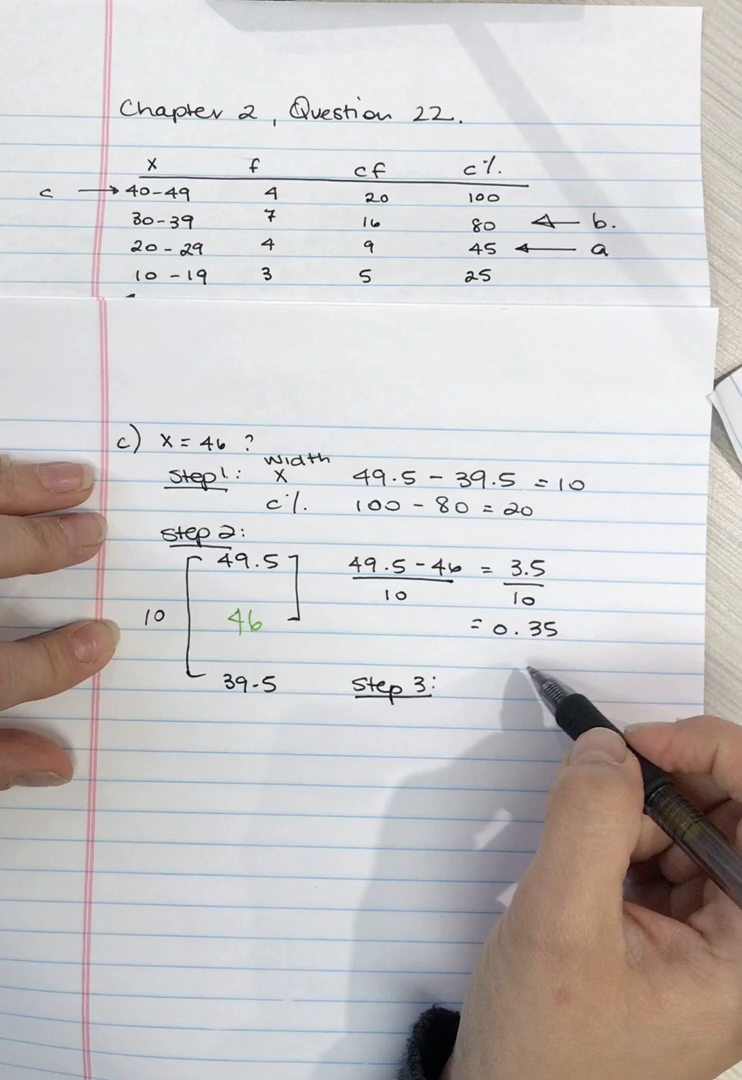 Chapter 2, Question 22.
x f cf c%.
c → 40-49 4 20 100
30-39 7 16 80 ← b.
20-29 4 9 45 ← a
10-19 3 5 25
c) x = 46 ?
width
Step 1: x 49.5 - 39.5 = 10
c%. 100 - 80 = 20
Step 2:
49.5 49.5-46 = 3.5
10 10
10 46 = 0.35
39.5 Step 3: